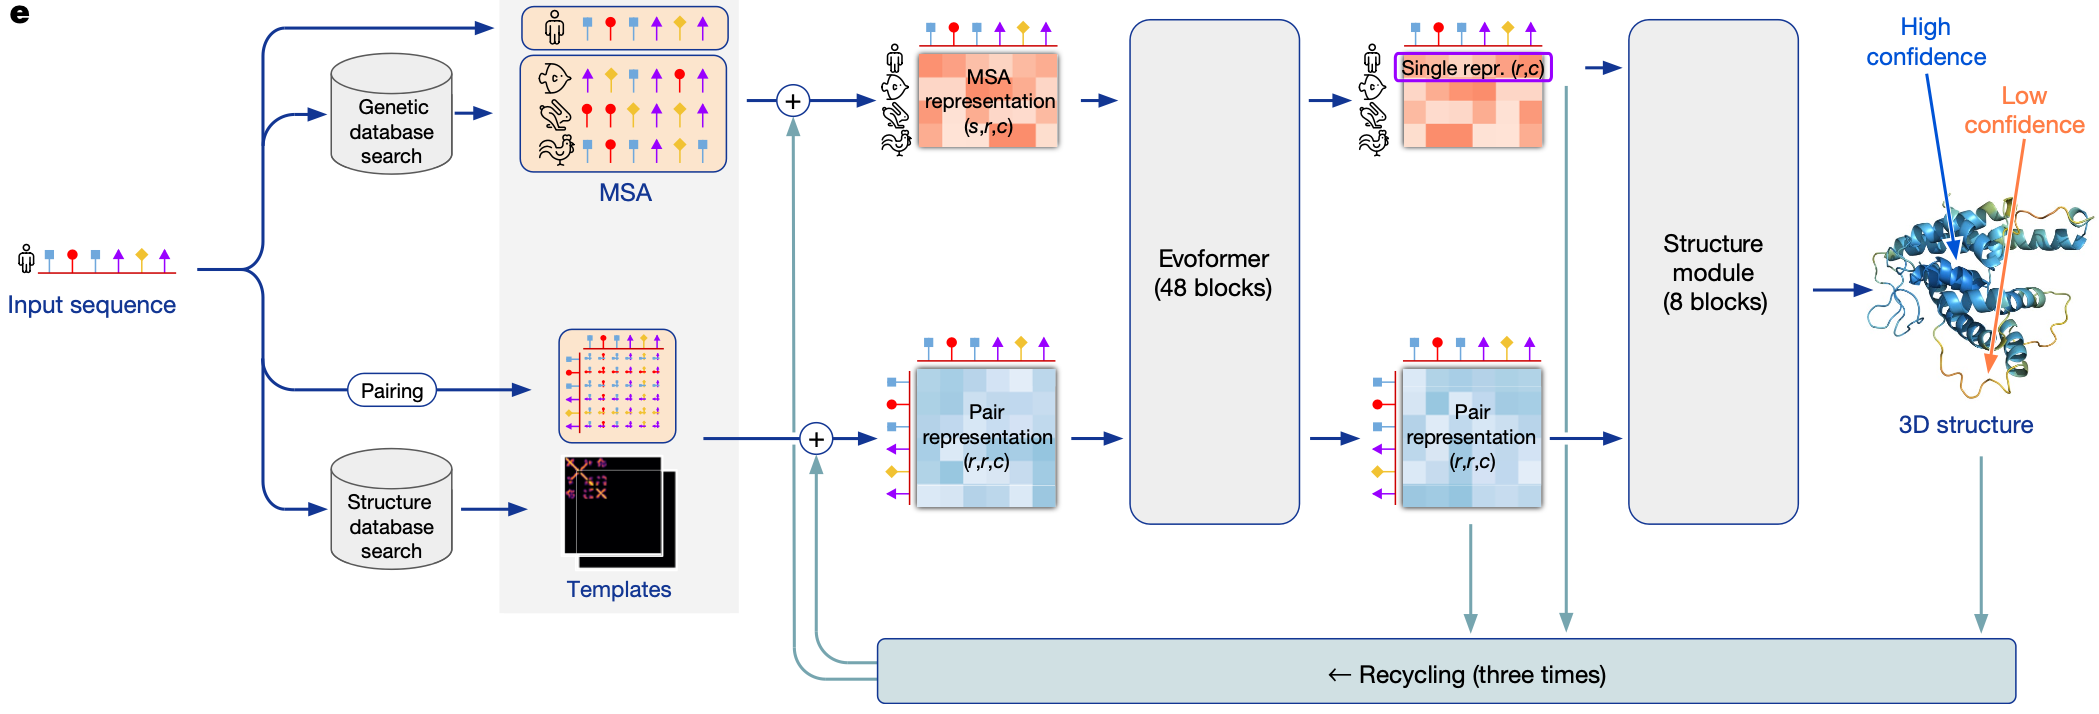 e
High
confidence
Low
confidence
Genetic
database
search
MSA
MSA
representation
(s,r,c)
Single repr. (r,c)
Input sequence
Evoformer
(48 blocks)
Structure
module
(8 blocks)
Pairing
+
+
Pair
representation
(r,r,c)
Pair
representation
(r,r,c)
3D structure
Structure
database
search
Templates
← Recycling (three times)